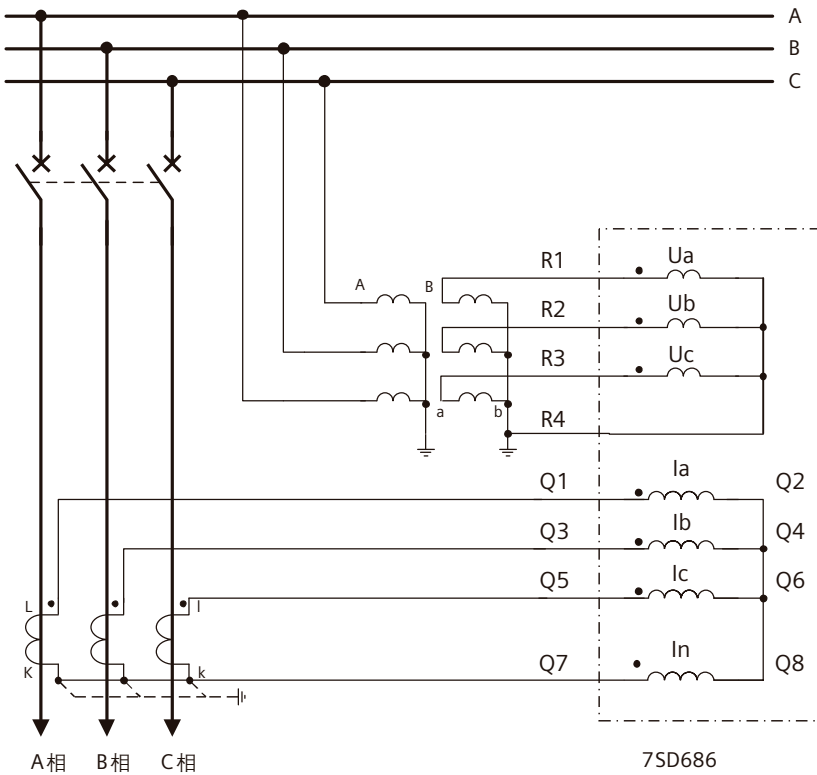 A
B
C
R1
Ua
A
B
R2
Ub
R3
Uc
a
b
R4
Q1
Ia
Q2
Q3
Ib
Q4
Q5
Ic
Q6
L
l
K
k
Q7
In
Q8
A相
B相
C相
7SD686